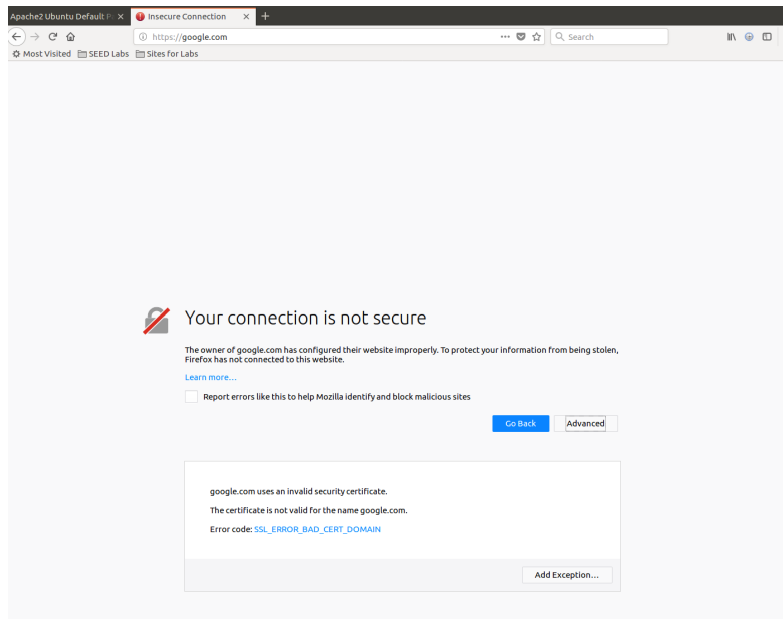 Apache2 Ubuntu Default P
Insecure Connection
https://google.com
Search
Most Visited
SEED Labs
Sites for Labs
Your connection is not secure
The owner of google.com has configured their website improperly. To protect your information from being stolen,
Firefox has not connected to this website.
Learn more…
Report errors like this to help Mozilla identify and block malicious sites
Go Back
Advanced
google.com uses an invalid security certificate.
The certificate is not valid for the name google.com.
Error code: SSL_ERROR_BAD_CERT_DOMAIN
Add Exception…